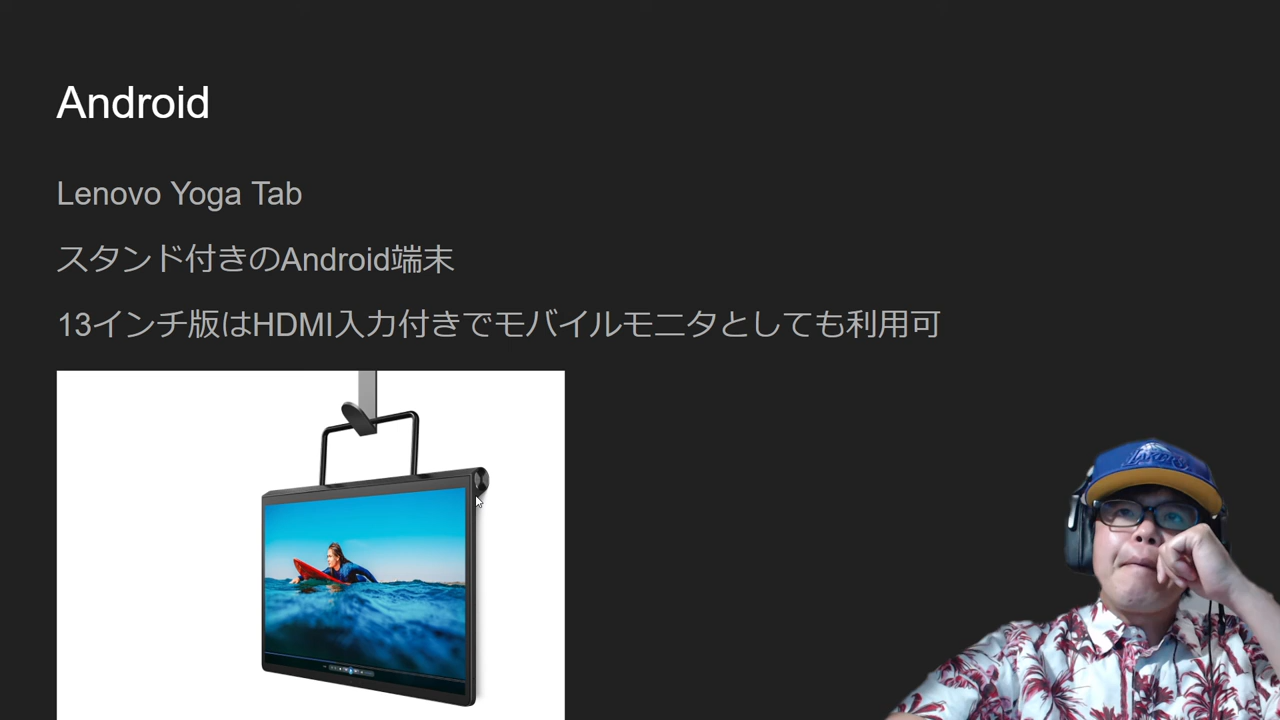 Android
Lenovo Yoga Tab
スタンド付きのAndroid端末
13インチ版はHDMI入力付きでモバイルモニタとしても利用可
LAKERS